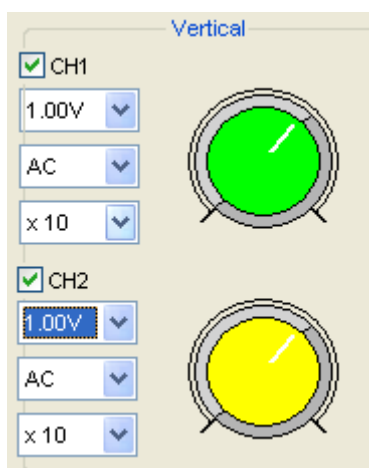 Vertical
CH1
1.00V
AC
x 10
CH2
1.00V
AC
x 10